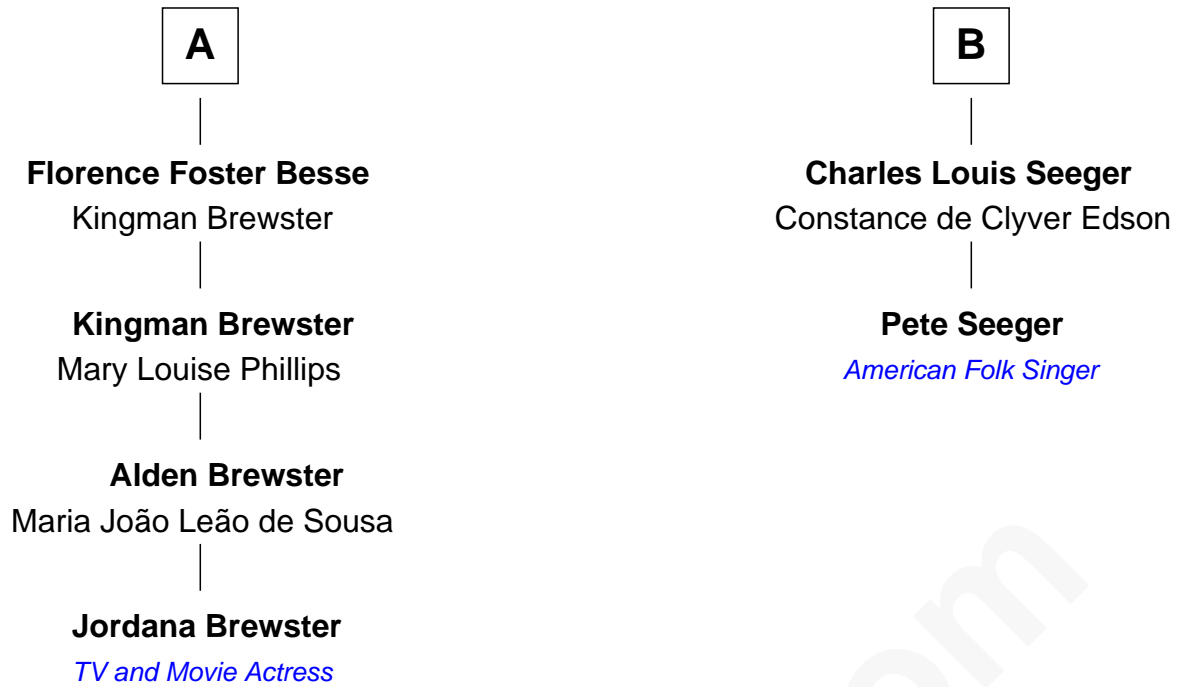 A
Florence Foster Besse
Kingman Brewster
Kingman Brewster
Mary Louise Phillips
Alden Brewster
Maria João Leão de Sousa
Jordana Brewster
TV and Movie Actress
B
Charles Louis Seeger
Constance de Clyver Edson
Pete Seeger
American Folk Singer
om